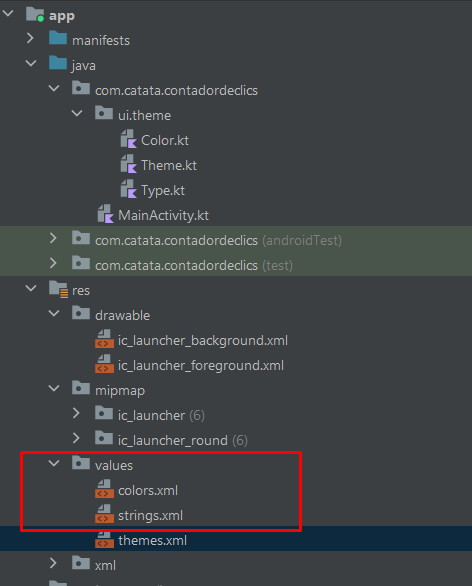 app
manifests
java
com.catata.contadordeclics
ui.theme
Color.kt
Theme.kt
Type.kt
MainActivity.kt
com.catata.contadordeclics (androidTest)
com.catata.contadordeclics (test)
res
drawable
ic_launcher_background.xml
ic_launcher_foreground.xml
mipmap
ic_launcher (6)
ic_launcher_round (6)
values
colors.xml
strings.xml
themes.xml
xml